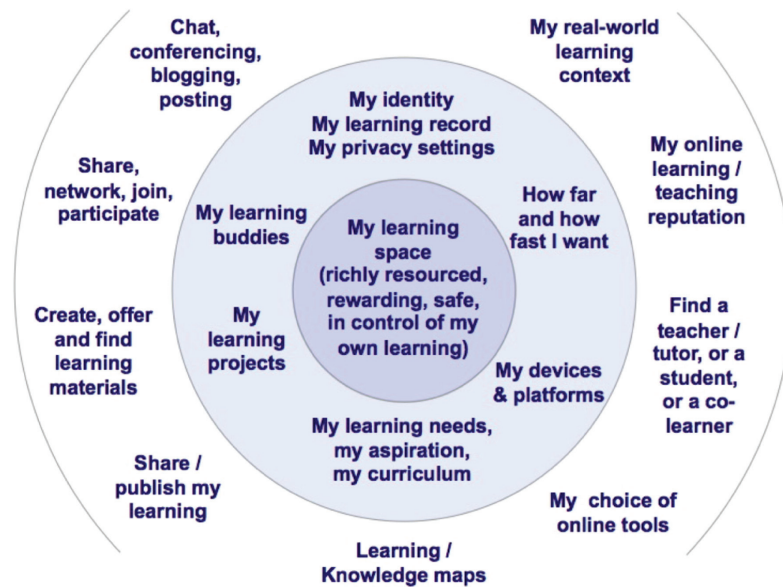 Chat,
conferencing,
blogging,
posting
My real-world
learning
context
My identity
My learning record
My privacy settings
Share,
network, join,
participate
My online
learning /
teaching
reputation
My learning
buddies
How far
and how
fast I want
My learning
space
(richly resourced,
rewarding, safe,
in control of my
own learning)
Create, offer
and find
learning
materials
My
learning
projects
Find a
teacher /
tutor, or a
student,
or a co-
learner
My devices
& platforms
My learning needs,
my aspiration,
my curriculum
Share /
publish my
learning
My choice of
online tools
Learning /
Knowledge maps